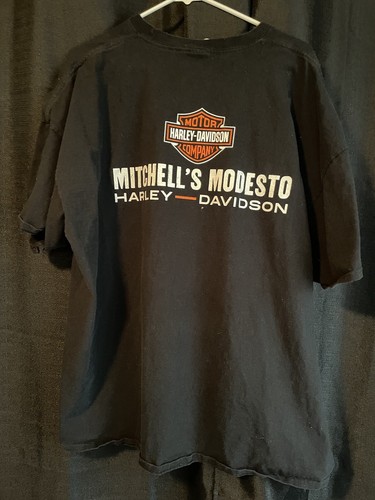 MOTOR
HARLEY-DAVIDSON
COMPANY
MITCHELL'S MODESTO
HARLEY — DAVIDSON